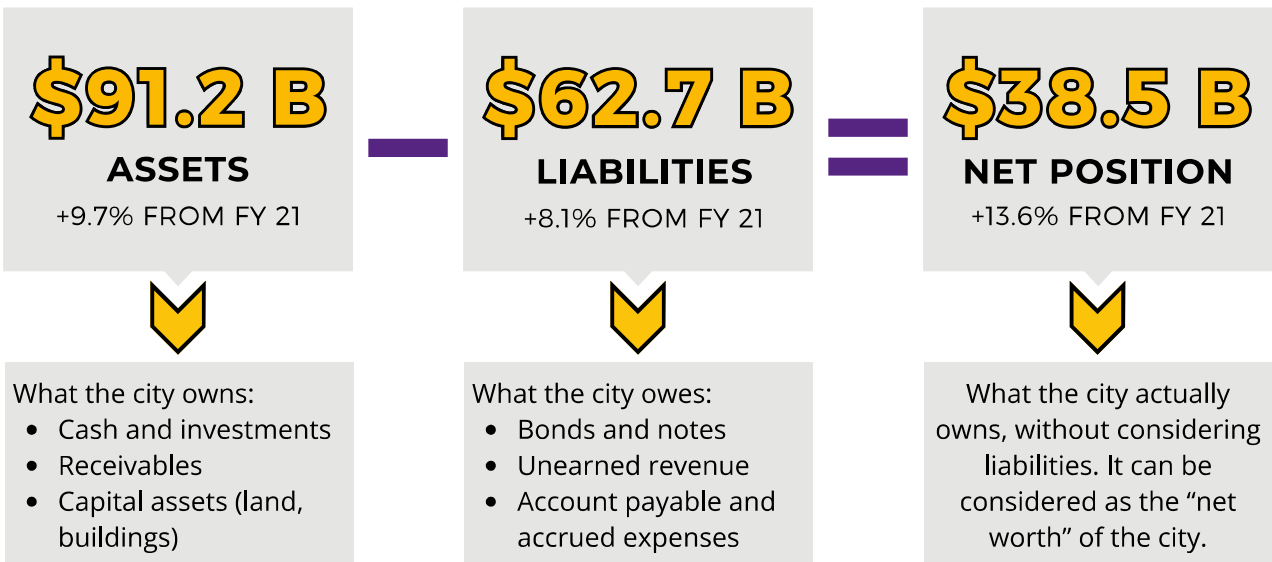 $91.2 B
ASSETS
+9.7% FROM FY 21
$62.7 B
LIABILITIES
+8.1% FROM FY 21
$38.5 B
NET POSITION
+13.6% FROM FY 21
What the city owns:
• Cash and investments
• Receivables
• Capital assets (land,
buildings)
What the city owes:
• Bonds and notes
• Unearned revenue
• Account payable and
accrued expenses
What the city actually
owns, without considering
liabilities. It can be
considered as the “net
worth” of the city.